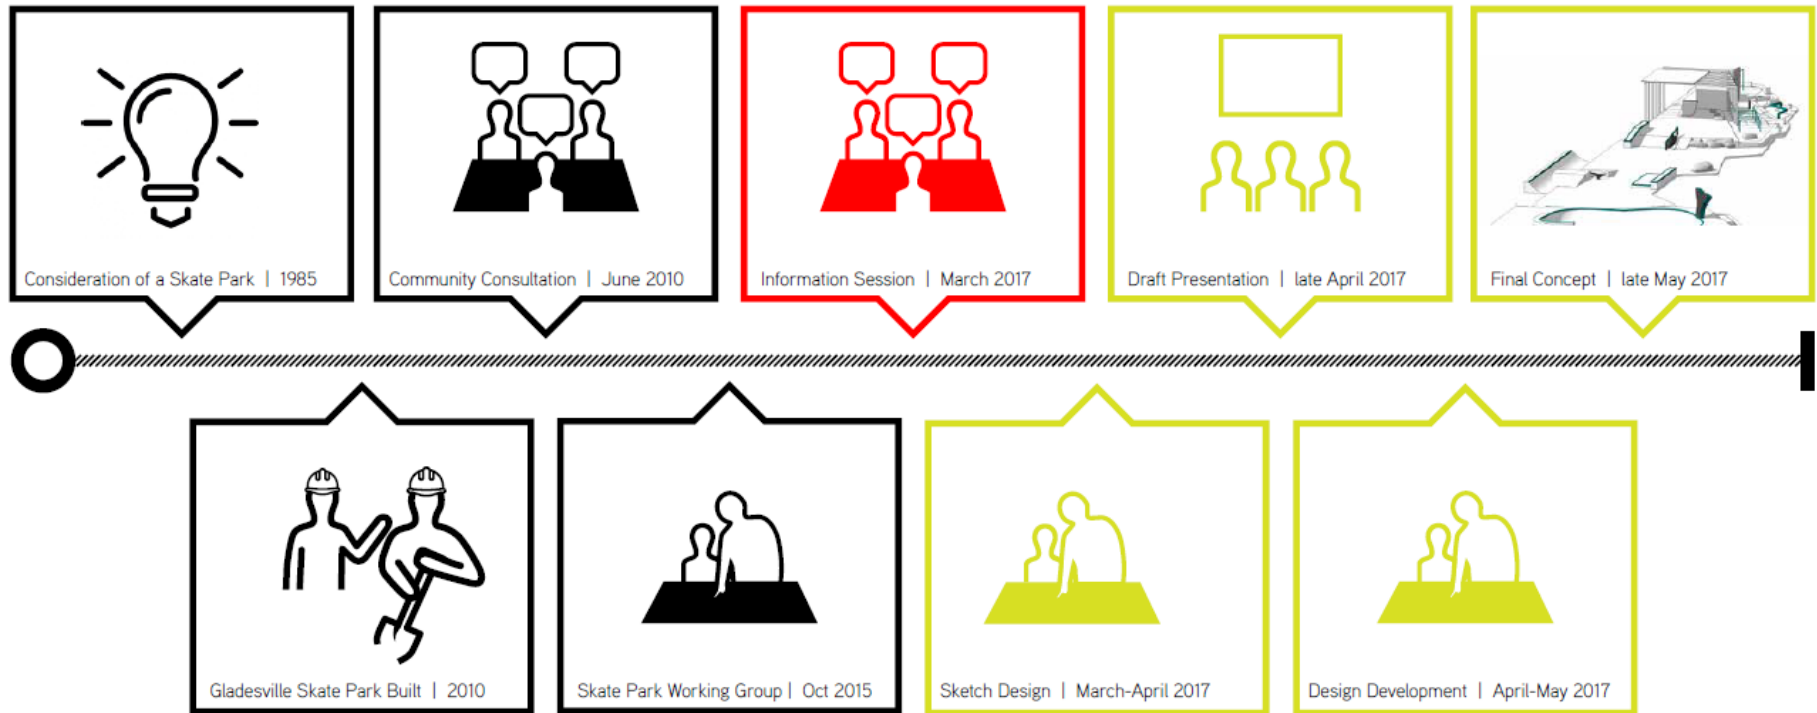 Consideration of a Skate Park | 1985
Community Consultation | June 2010
Information Session | March 2017
Draft Presentation | late April 2017
Final Concept | late May 2017
Gladesville Skate Park Built | 2010
Skate Park Working Group | Oct 2015
Sketch Design | March-April 2017
Design Development | April-May 2017